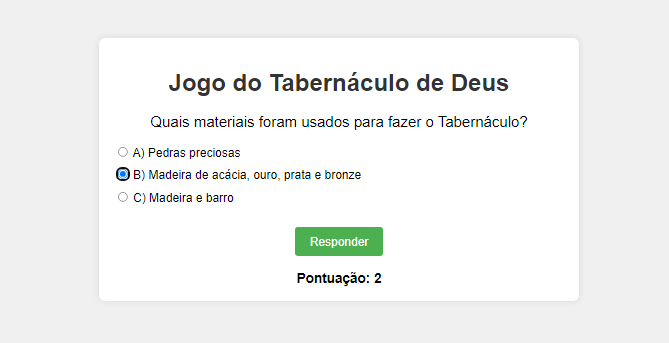 Jogo do Tabernáculo de Deus
Quais materiais foram usados para fazer o Tabernáculo?
A) Pedras preciosas
B) Madeira de acácia, ouro, prata e bronze
C) Madeira e barro
Responder
Pontuação: 2